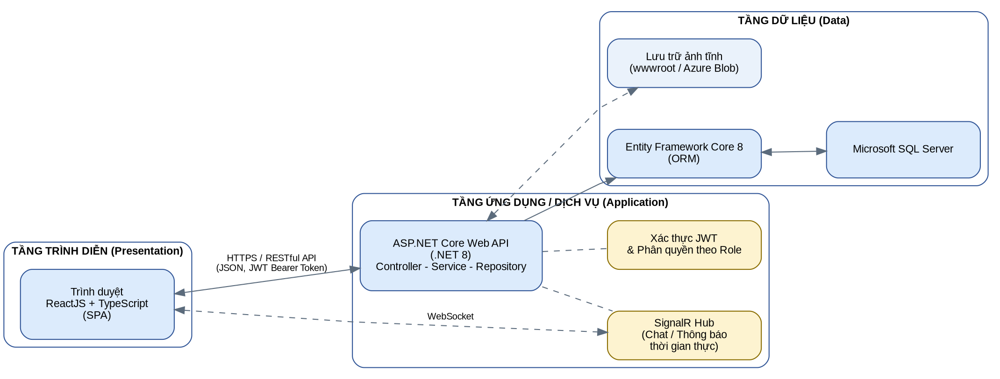 TẦNG TRÌNH DIỄN (Presentation)
Trình duyệt
ReactJS + TypeScript
(SPA)
HTTPS / RESTful API
(JSON, JWT Bearer Token)
WebSocket
TẦNG ỨNG DỤNG / DỊCH VỤ (Application)
ASP.NET Core Web API
(.NET 8)
Controller - Service - Repository
Xác thực JWT
& Phân quyền theo Role
SignalR Hub
(Chat / Thông báo
thời gian thực)
TẦNG DỮ LIỆU (Data)
Lưu trữ ảnh tĩnh
(wwwroot / Azure Blob)
Entity Framework Core 8
(ORM)
Microsoft SQL Server